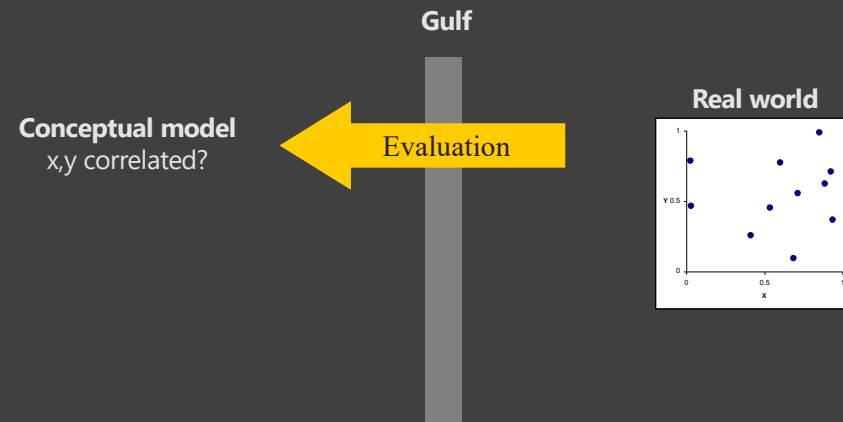 Gulf
Conceptual model
x,y correlated?
Evaluation
Real world
1
Y 0.5
0
0 0.5 1
x